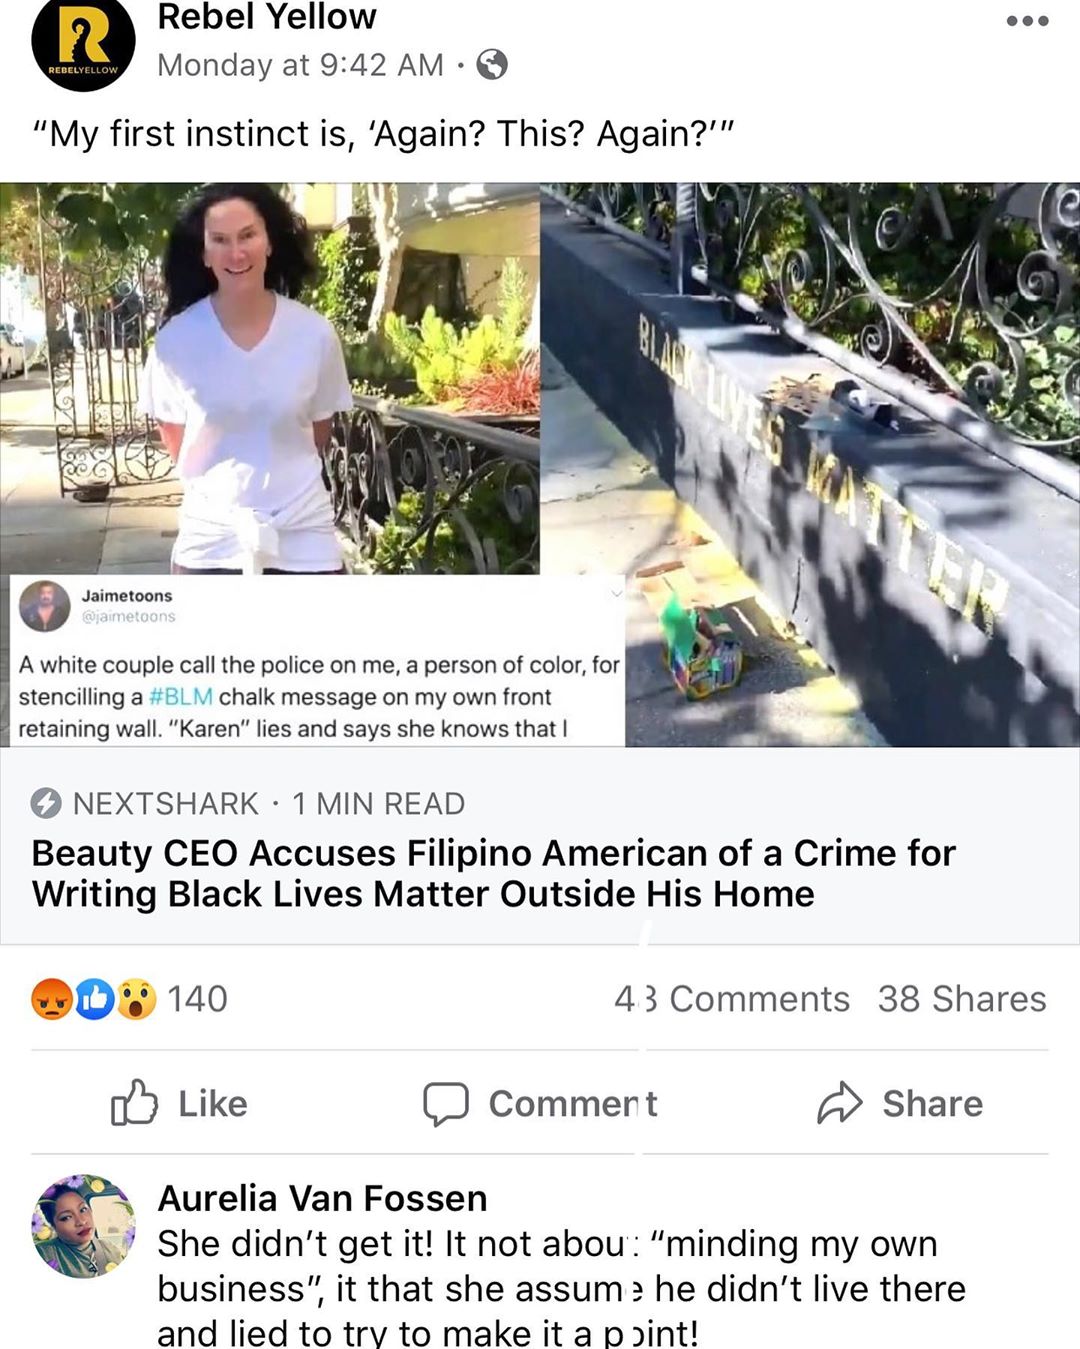 REBELYELLOW
Rebel Yellow
Monday at 9:42 AM ·
“My first instinct is, ‘Again? This? Again?’”
BLACK LIVES MATTER
Jaimetoons
@jaimetoons
A white couple call the police on me, a person of color, for
stencilling a #BLM chalk message on my own front
retaining wall. “Karen” lies and says she knows that I
NEXTSHARK · 1 MIN READ
Beauty CEO Accuses Filipino American of a Crime for
Writing Black Lives Matter Outside His Home
140
43 Comments 38 Shares
Like
Comment
Share
Aurelia Van Fossen
She didn’t get it! It not about “minding my own
business”, it that she assume he didn’t live there
and lied to try to make it a point!